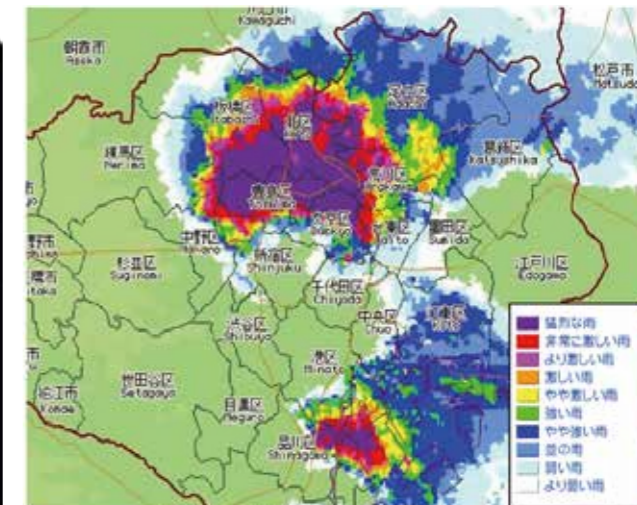 朝霞市
Asaka
Kawaguchi
松戸市
Matsudo
足立区
Adachi
板橋区
Itabashi
北区
Kita
葛飾区
Katsushika
練馬区
Nerima
荒川区
Arakawa
豊島区
Toshima
文京区
Bunkyo
台東区
Taito
墨田区
Sumida
中野区
Nakano
新宿区
Shinjuku
江戸川区
Edogawa
杉並区
Suginami
千代田区
Chiyoda
渋谷区
Shibuya
中央区
Chuo
江東区
Koto
港区
Minato
世田谷区
Setagaya
目黒区
Meguro
狛江市
Komae
品川区
Shinagawa
猛烈な雨
非常に激しい雨
より激しい雨
激しい雨
やや激しい雨
強い雨
やや強い雨
並の雨
弱い雨
より弱い雨